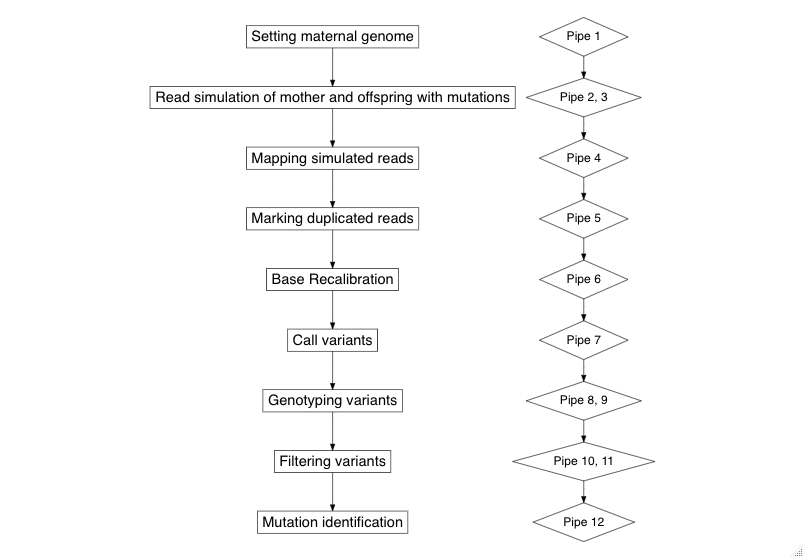 Setting maternal genome
Pipe 1
Read simulation of mother and offspring with mutations
Pipe 2, 3
Mapping simulated reads
Pipe 4
Marking duplicated reads
Pipe 5
Base Recalibration
Pipe 6
Call variants
Pipe 7
Genotyping variants
Pipe 8, 9
Filtering variants
Pipe 10, 11
Mutation identification
Pipe 12